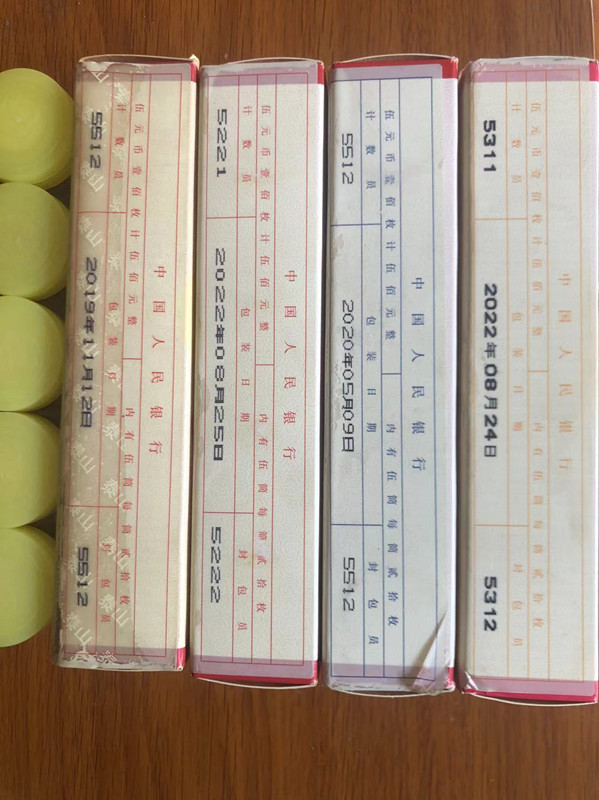 中国人民银行
伍元币壹佰枚计伍佰元整 内有伍筒每筒贰拾枚
计数员 包装日期 封包员
5311 2022年08月24日 5312
中国人民银行
伍元币壹佰枚计伍佰元整 内有伍筒每筒贰拾枚
计数员 包装日期 封包员
5512 2020年05月09日 5512
中国人民银行
伍元币壹佰枚计伍佰元整 内有伍筒每筒贰拾枚
计数员 包装日期 封包员
5221 2022年08月25日 5222
中国人民银行
伍元币壹佰枚计伍佰元整 内有伍筒每筒贰拾枚
计数员 包装日期 封包员
5512 2019年11月12日 5512
泰山